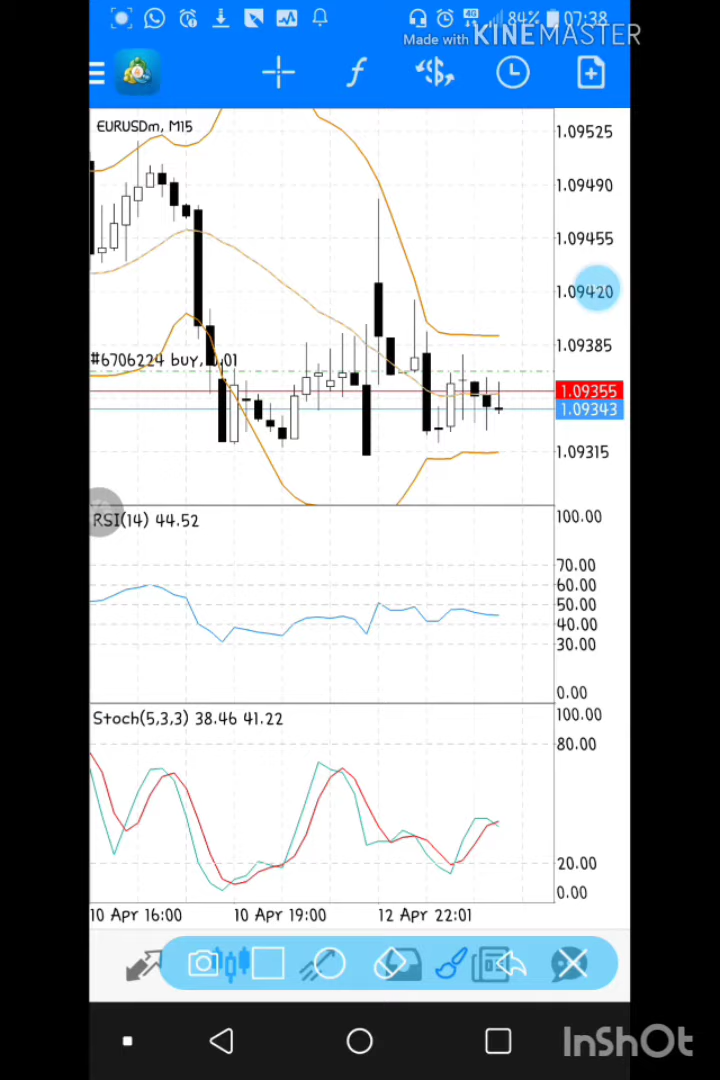 84% 07:38
Made with KINEMASTER
EURUSDm, M15
1.09525
1.09490
1.09455
1.09420
1.09385
#6706224 buy, 0.01
1.09355
1.09343
1.09315
RSI(14) 44.52
100.00
70.00
60.00
50.00
40.00
30.00
0.00
Stoch(5,3,3) 38.46 41.22
100.00
80.00
20.00
0.00
10 Apr 16:00 10 Apr 19:00 12 Apr 22:01
InShOt